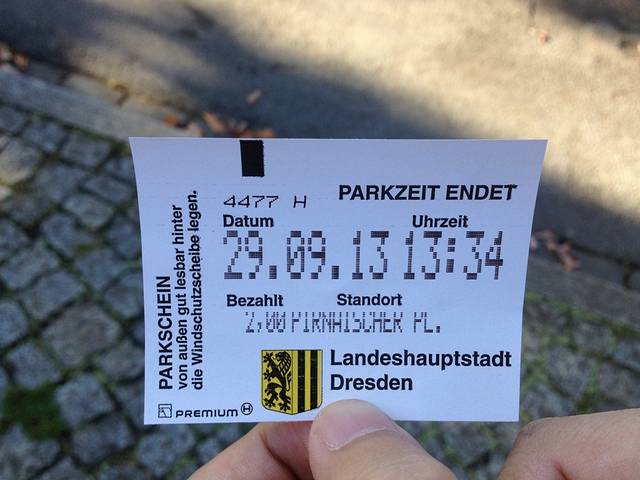 PARKSCHEIN
von außen gut lesbar hinter
die Windschutzscheibe legen.
4477 H
PARKZEIT ENDET
Datum Uhrzeit
29.09.13 13:34
Bezahlt Standort
2,00 PIRNAISCHER PL.
Landeshauptstadt
Dresden
PREMIUM H